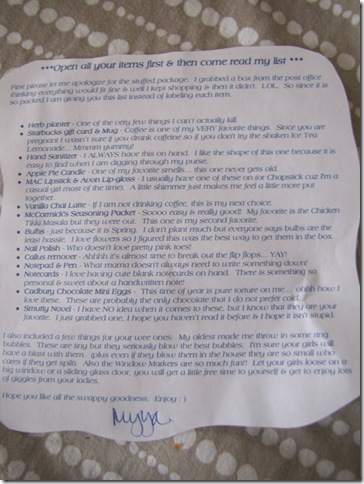 ***Open all your items first & then come read my list ***
First please let me apologize for the stuffed package.  I grabbed a box from the post office
thinking everything would fit fine & well I kept shopping & then it didn't.  LOL.  So since it is
so packed I am giving you this list instead of labeling each item.
• Herb planter - One of the very few things I can't actually kill.
• Starbucks gift card & Mug - Coffee is one of my VERY favorite things.  Since you are
pregnant I wasn't sure if you drank caffeine so if you don't try the shaken Ice Tea
Lemonade... Mmmm yummy!
• Hand Sanitizer - I ALWAYS have this on hand.  I like the shape of this one because it is
easy to find when I am digging through my purse.
• Apple Pie Candle - One of my favorite smells... this one never gets old.
• MAC Lipstick & Avon Lip-gloss - I usually have one of these on (or Chapstick cuz I'm a
casual girl most of the time).  A little shimmer just makes me feel a little more put
together.
• Vanilla Chai Latte - If I am not drinking coffee, this is my next choice.
• McCormick's Seasoning Packet - Soooo easy & really good!!  My favorite is the Chicken
Tikki Masala but they were out.  This one is my second favorite.
• Bulbs - just because it is Spring.  I don't plant much but everyone says bulbs are the
least hassle.  I love flowers so I figured this was the best way to get them in the box.
• Nail Polish - Who doesn't love pretty pink toes!
• Callus remover - Ahhhh it's almost time to break out the flip flops... YAY!
• Notepad & Pen - What mama doesn't always need to write something down!
• Notecards - I love having cute blank notecards on hand.  There is something so
personal & sweet about a handwritten note!
• Cadbury Chocolate Mini Eggs -  This time of year is pure torture on me... ohhh how I
love these.  These are probably the only chocolate that I do not prefer cold.
• Smutty Novel - I have NO idea when it comes to these, but I know they are your
favorite.  I just grabbed one, I hope you haven't read it before & I hope it isn't stupid.
I also included a few things for your wee ones.  My oldest made me throw in some ring
bubbles.  These are tiny but they seriously blow the best bubbles.  I'm sure your girls will
have a blast with them.  (plus even if they blow them in the house they are so small who
cares if they get spilt).  Also the Window Markers are so much fun!!  Let your girls loose on a
big window or a sliding glass door, you will get a little free time to yourself & get to enjoy lots
of giggles from your ladies.
Hope you like all the swappy goodness.  Enjoy : )